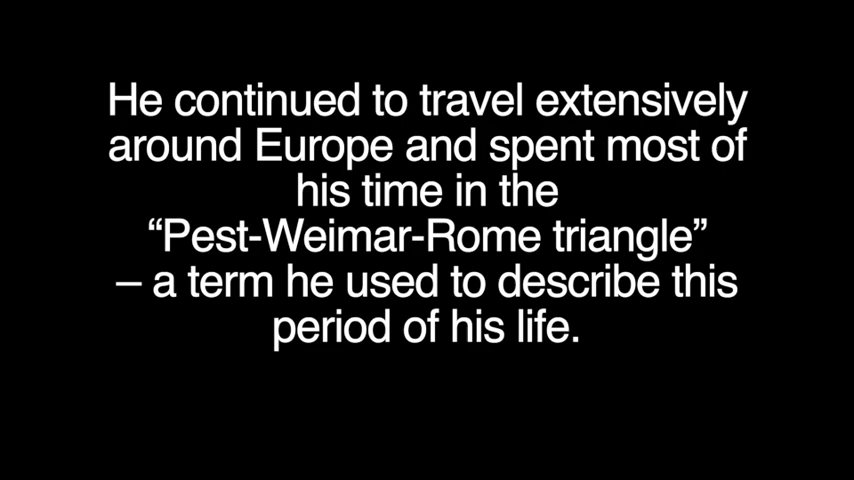 He continued to travel extensively
around Europe and spent most of
his time in the
“Pest-Weimar-Rome triangle”
– a term he used to describe this
period of his life.